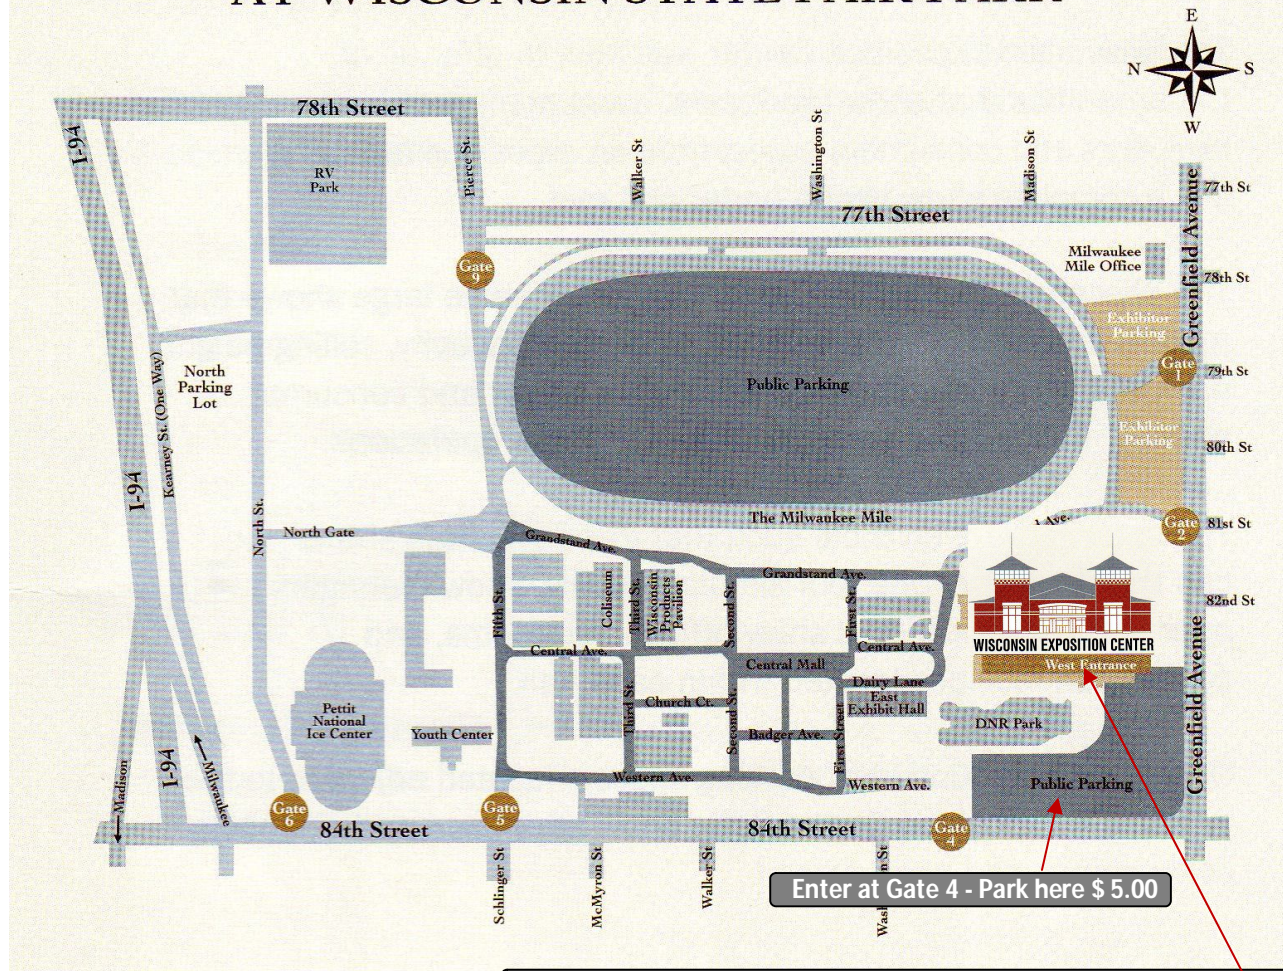 AT WISCONSIN STATE FAIR PARK
E
N
S
W
78th Street
I-94
RV
Park
Pierce St.
Walker St
Washington St
Madison St
77th St
77th Street
Greenfield Avenue
Milwaukee
Mile Office
78th St
Gate
9
Exhibitor
Parking
Gate
1
79th St
Kearney St. (One Way)
North
Parking
Lot
Public Parking
Exhibitor
Parking
80th St
I-94
North St.
The Milwaukee Mile
Ave.
Gate
2
81st St
North Gate
Grandstand Ave.
Grandstand Ave.
Fifth St.
Coliseum
Third St.
Wisconsin
Products
Pavilion
Second St.
First St.
82nd St
Central Ave.
Central Ave.
WISCONSIN EXPOSITION CENTER
Central Mall
West Entrance
Dairy Lane
East
Exhibit Hall
Third St.
Church Ct.
Second St.
First Street
DNR Park
Pettit
National
Ice Center
Youth Center
Badger Ave.
Greenfield Avenue
I-94
Milwaukee
Madison
Western Ave.
Western Ave.
Public Parking
Gate
6
84th Street
Gate
5
84th Street
Gate
4
Schlinger St
McMyron St
Walker St
Enter at Gate 4 - Park here $ 5.00